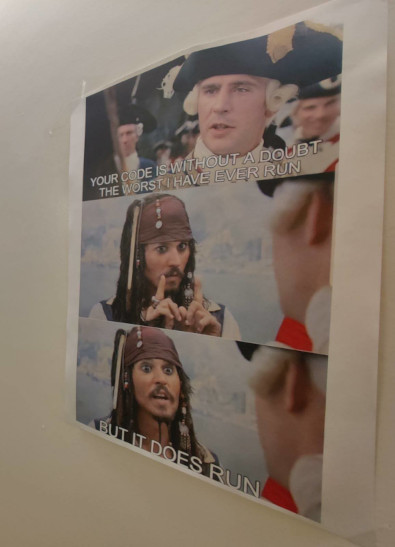 YOUR CODE IS WITHOUT A DOUBT
THE WORST I HAVE EVER RUN
BUT IT DOES RUN